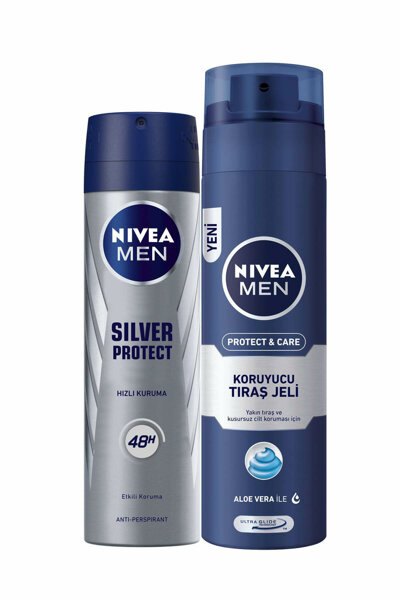 NIVEA
MEN
SILVER
PROTECT
HIZLI KURUMA
48H
Etkili Koruma
ANTI-PERSPIRANT
YENİ
NIVEA
MEN
PROTECT & CARE
KORUYUCU
TIRAŞ JELİ
Yakın tıraş ve
kusursuz cilt koruması için
ALOE VERA İLE
ULTRA GLIDE